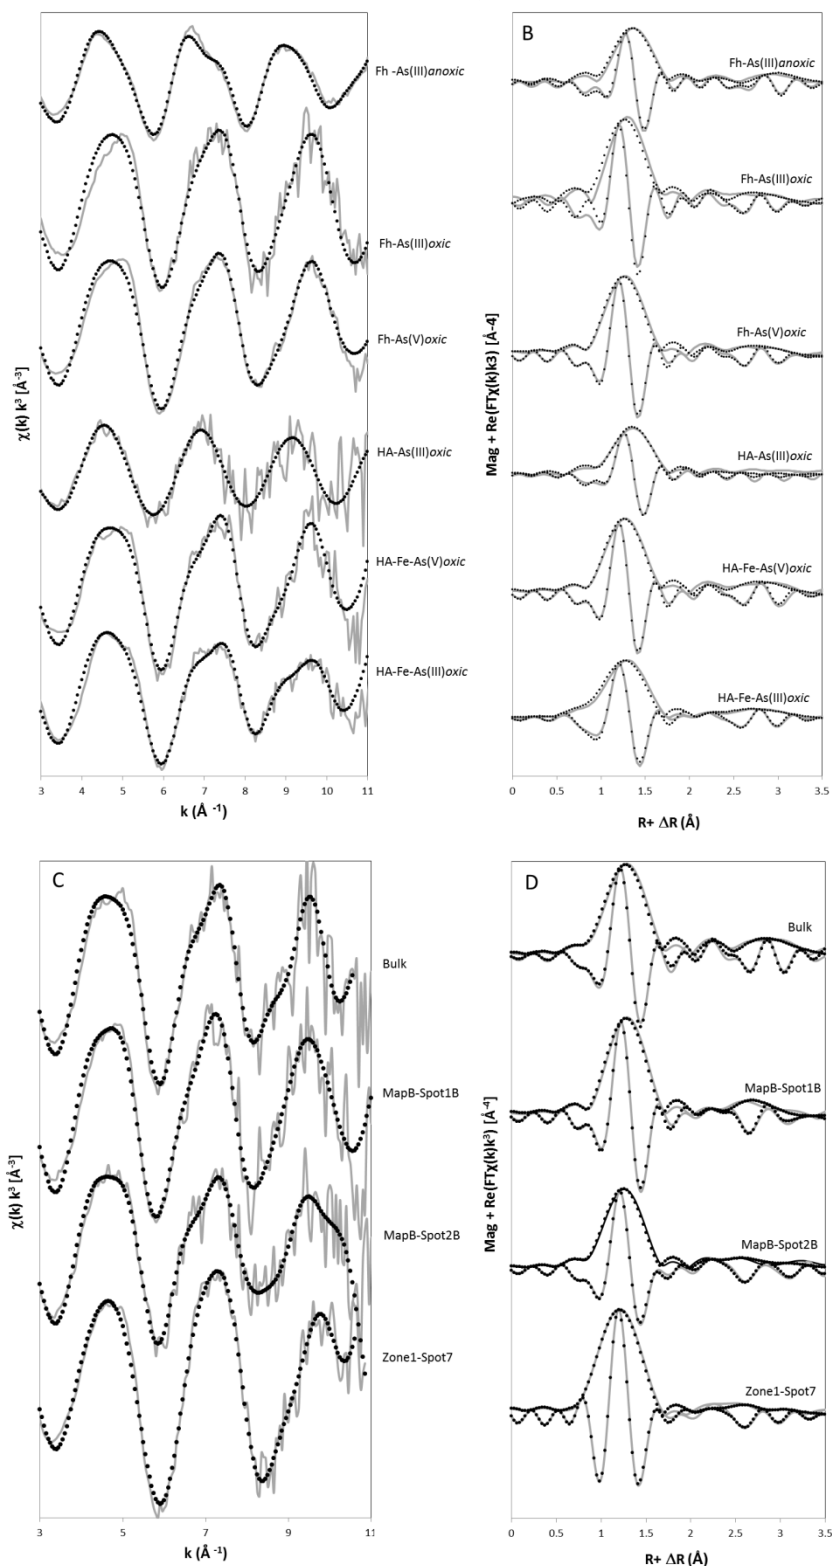 Fh -As(III)anoxic
Fh-As(III)oxic
Fh-As(V)oxic
HA-As(III)oxic
HA-Fe-As(V)oxic
HA-Fe-As(III)oxic
χ(k) k³ [Å-³]
3 4 5 6 7 8 9 10 11
k (Å -1)
B
Fh-As(III)anoxic
Fh-As(III)oxic
Fh-As(V)oxic
HA-As(III)oxic
HA-Fe-As(V)oxic
HA-Fe-As(III)oxic
Mag + Re(FTχ(k)k3) [Å-4]
0 0.5 1 1.5 2 2.5 3 3.5
R+ ΔR (Å)
C
Bulk
MapB-Spot1B
MapB-Spot2B
Zone1-Spot7
χ(k) k³ [Å-³]
3 5 7 9 11
k (Å -1)
D
Bulk
MapB-Spot1B
MapB-Spot2B
Zone1-Spot7
Mag + Re(FTχ(k)k³) [Å-4]
0 0.5 1 1.5 2 2.5 3 3.5
R+ ΔR (Å)